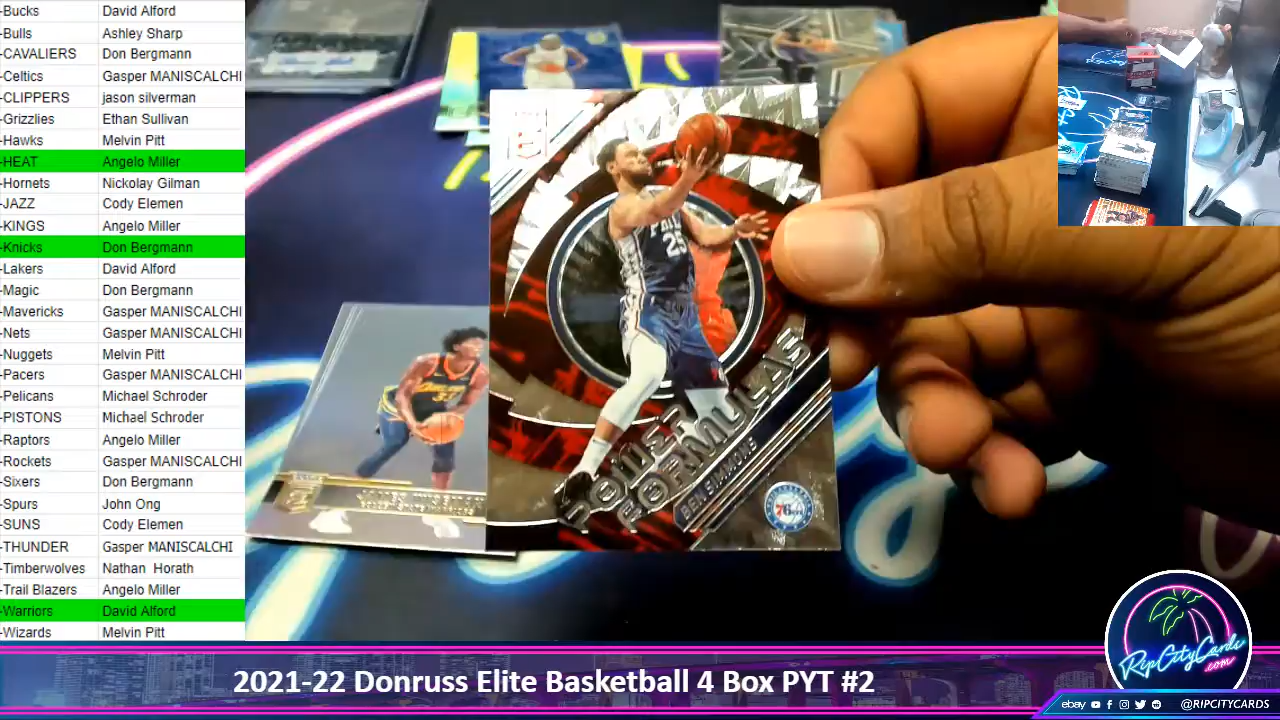 -Bucks David Alford
-Bulls Ashley Sharp
-CAVALIERS Don Bergmann
-Celtics Gasper MANISCALCHI
-CLIPPERS jason silverman
-Grizzlies Ethan Sullivan
-Hawks Melvin Pitt
-HEAT Angelo Miller
-Hornets Nickolay Gilman
-JAZZ Cody Elemen
-KINGS Angelo Miller
-Knicks Don Bergmann
-Lakers David Alford
-Magic Don Bergmann
-Mavericks Gasper MANISCALCHI
-Nets Gasper MANISCALCHI
-Nuggets Melvin Pitt
-Pacers Gasper MANISCALCHI
-Pelicans Michael Schroder
-PISTONS Michael Schroder
-Raptors Angelo Miller
-Rockets Gasper MANISCALCHI
-Sixers Don Bergmann
-Spurs John Ong
-SUNS Cody Elemen
-THUNDER Gasper MANISCALCHI
-Timberwolves Nathan Horath
-Trail Blazers Angelo Miller
-Warriors David Alford
-Wizards Melvin Pitt
E
PHILA
25
POWER
FORMULAS
BEN SIMMONS
76ers
33
RipCityCards
.com
2021-22 Donruss Elite Basketball 4 Box PYT #2
ebay @RIPCITYCARDS